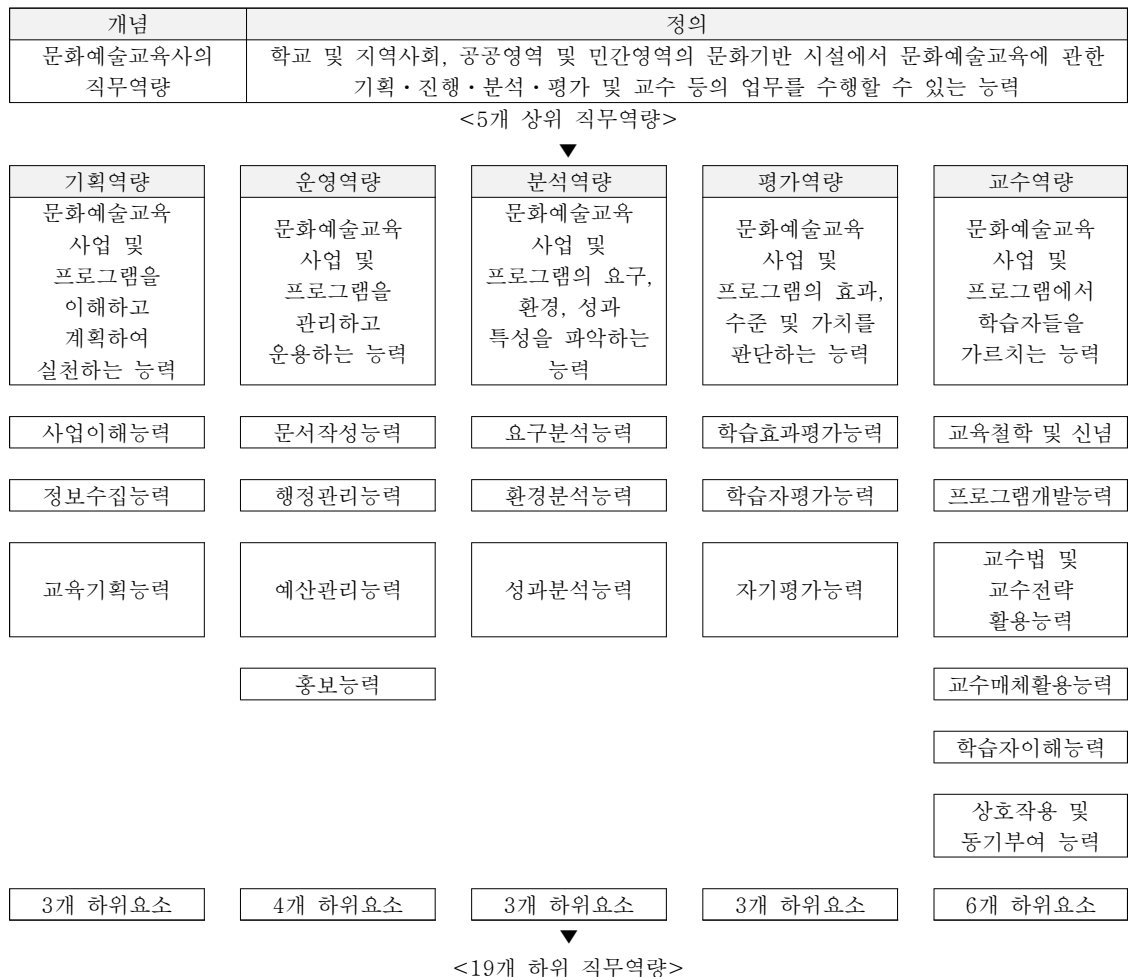 개념
정의
문화예술교육사의
직무역량
학교 및 지역사회, 공공영역 및 민간영역의 문화기반 시설에서 문화예술교육에 관한
기획・진행・분석・평가 및 교수 등의 업무를 수행할 수 있는 능력
<5개 상위 직무역량>
▼
기획역량
문화예술교육
사업 및
프로그램을
이해하고
계획하여
실천하는 능력
운영역량
문화예술교육
사업 및
프로그램을
관리하고
운용하는 능력
분석역량
문화예술교육
사업 및
프로그램의 요구,
환경, 성과
특성을 파악하는
능력
평가역량
문화예술교육
사업 및
프로그램의 효과,
수준 및 가치를
판단하는 능력
교수역량
문화예술교육
사업 및
프로그램에서
학습자들을
가르치는 능력
사업이해능력
문서작성능력
요구분석능력
학습효과평가능력
교육철학 및 신념
정보수집능력
행정관리능력
환경분석능력
학습자평가능력
프로그램개발능력
교육기획능력
예산관리능력
성과분석능력
자기평가능력
교수법 및
교수전략
활용능력
홍보능력
교수매체활용능력
학습자이해능력
상호작용 및
동기부여 능력
3개 하위요소
4개 하위요소
3개 하위요소
3개 하위요소
6개 하위요소
▼
<19개 하위 직무역량>